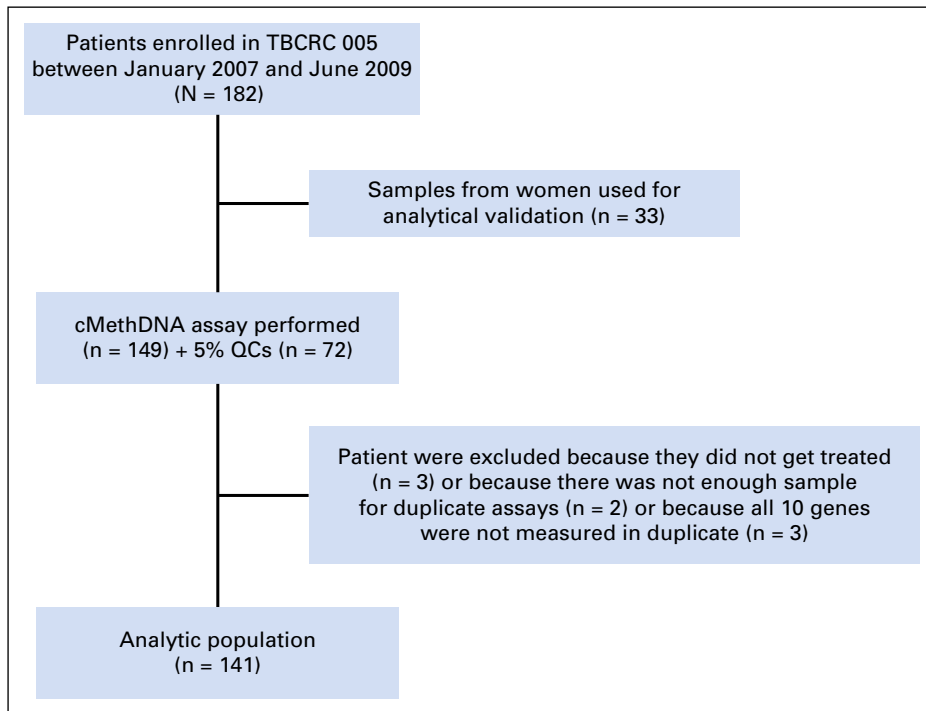 Patients enrolled in TBCRC 005
between January 2007 and June 2009
(N = 182)
Samples from women used for
analytical validation (n = 33)
cMethDNA assay performed
(n = 149) + 5% QCs (n = 72)
Patient were excluded because they did not get treated
(n = 3) or because there was not enough sample
for duplicate assays (n = 2) or because all 10 genes
were not measured in duplicate (n = 3)
Analytic population
(n = 141)